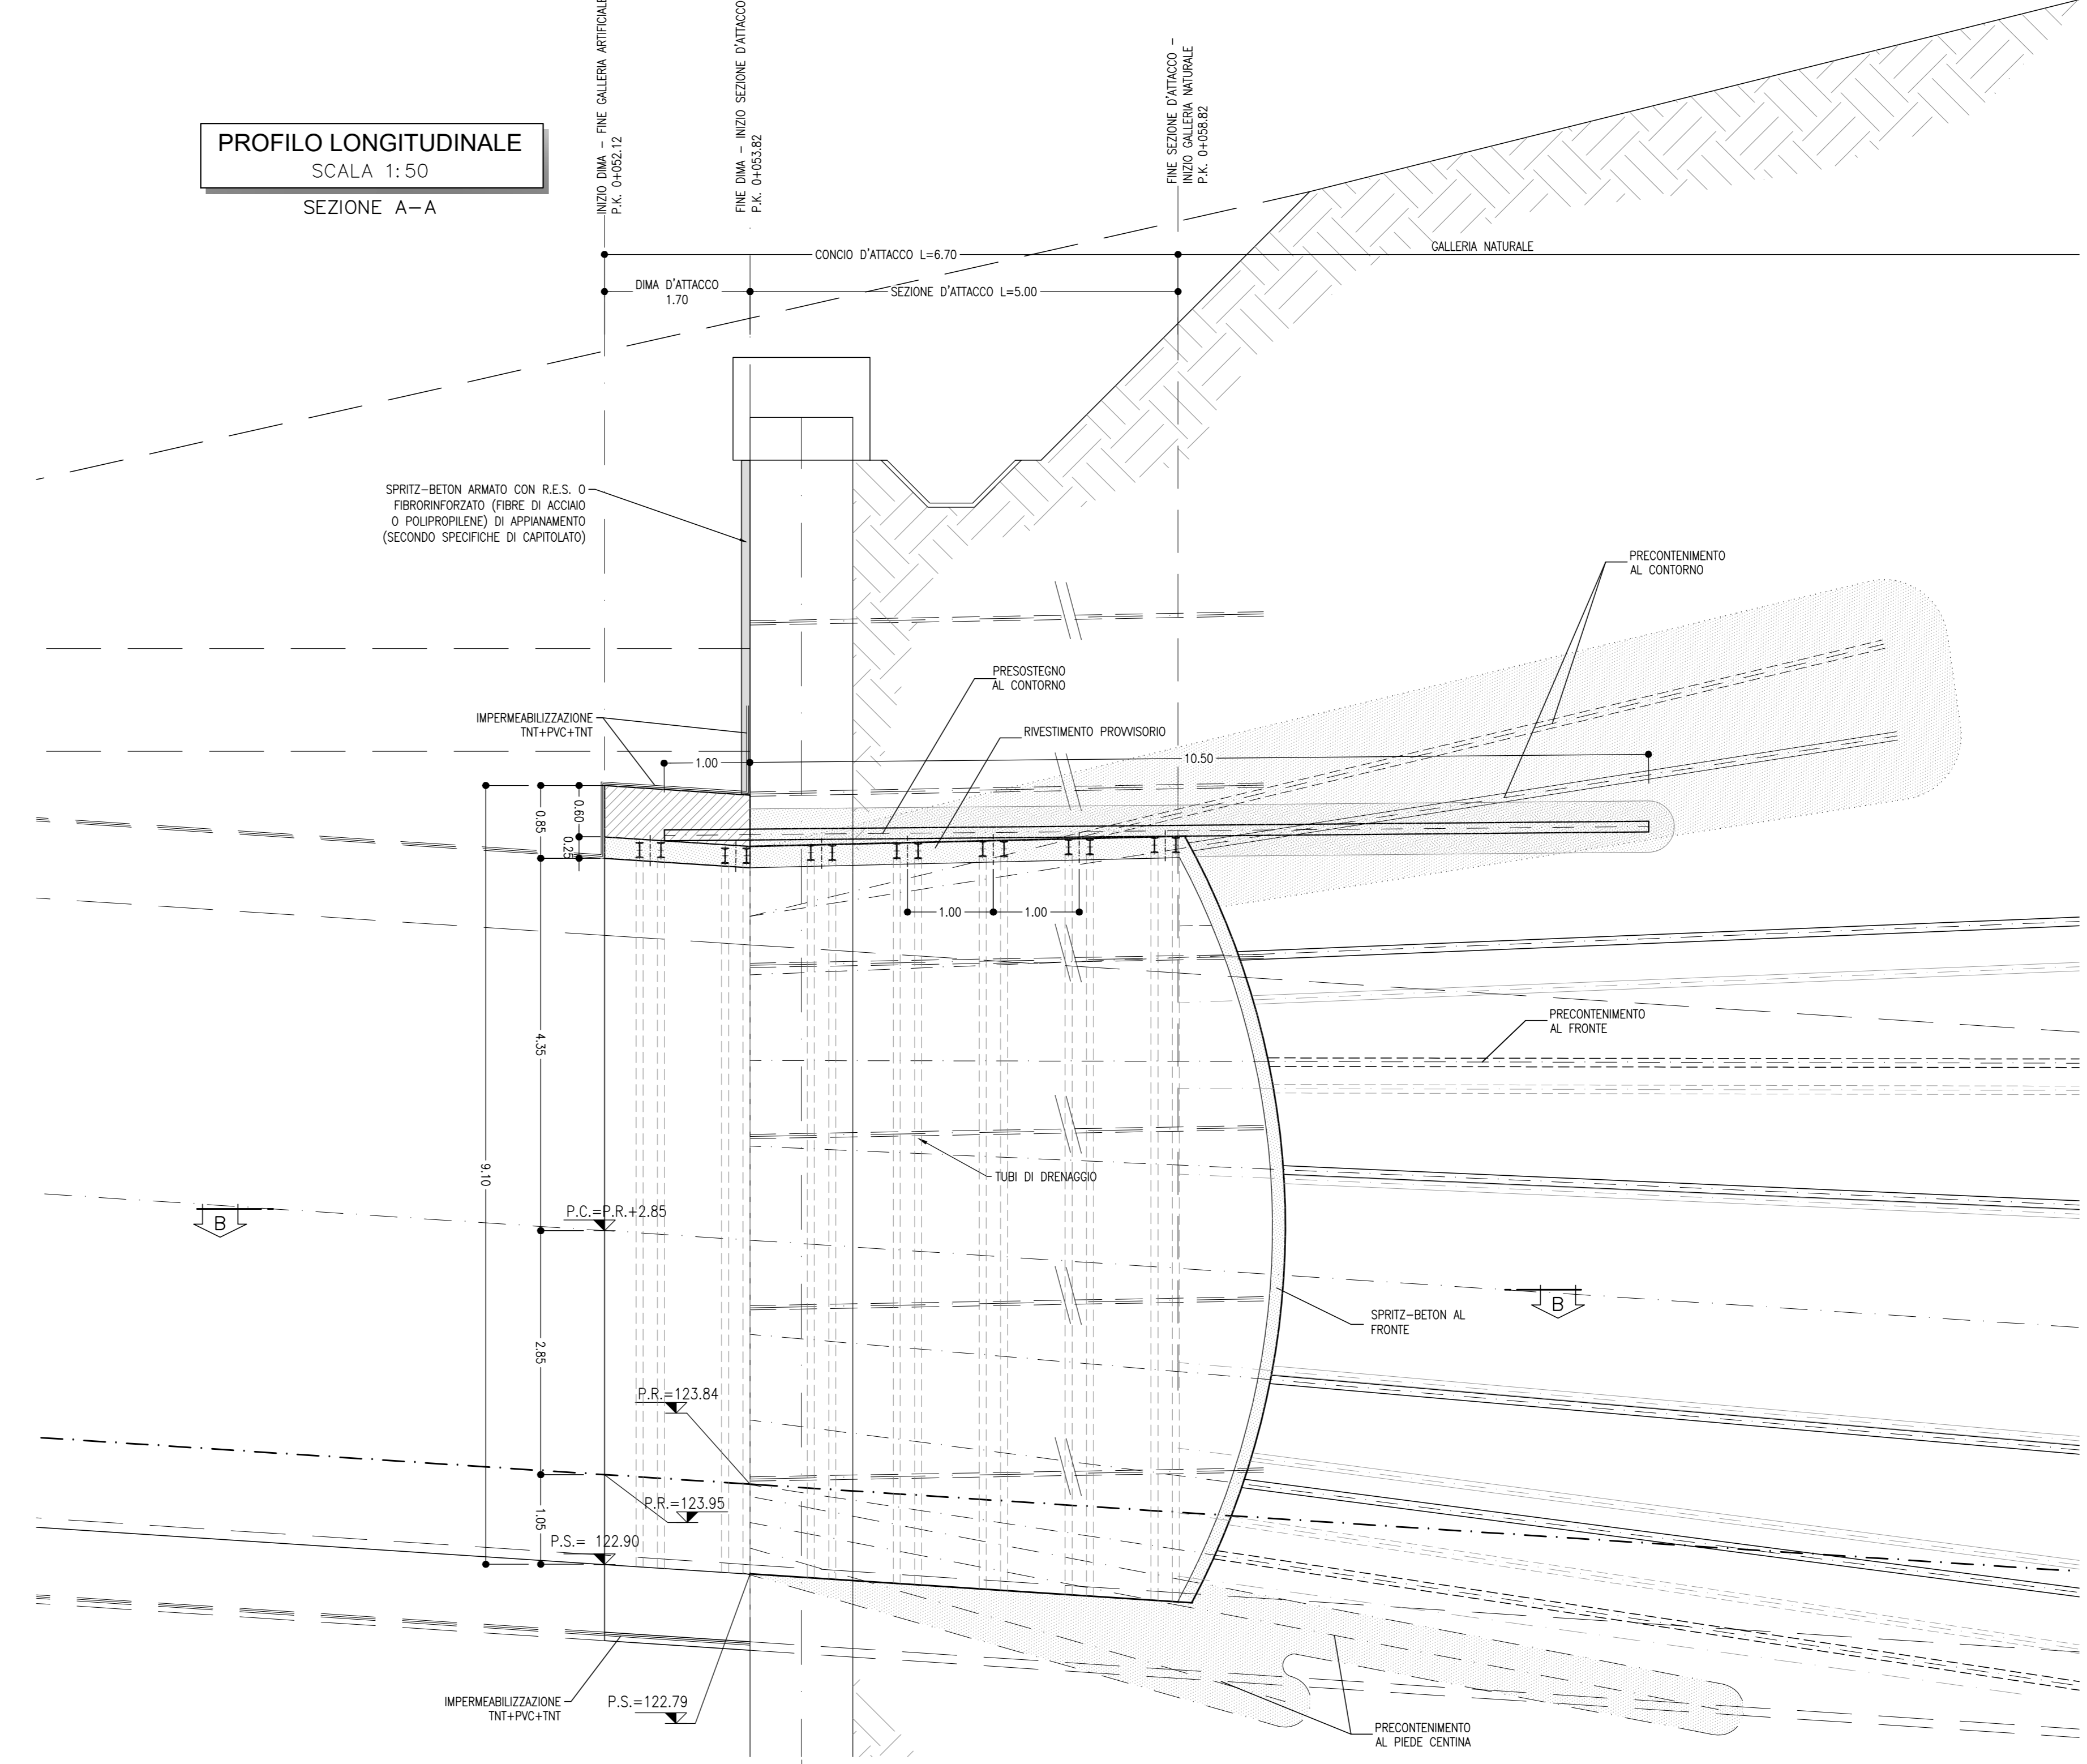 INIZIO DIMA – FINE GALLERIA ARTIFICIALE
P.K. 0+052.12
FINE DIMA – INIZIO SEZIONE D'ATTACCO
P.K. 0+053.82
FINE SEZIONE D'ATTACCO –
INIZIO GALLERIA NATURALE
P.K. 0+058.82
PROFILO LONGITUDINALE
SCALA 1:50
SEZIONE A–A
CONCIO D'ATTACCO L=6.70
GALLERIA NATURALE
DIMA D'ATTACCO
1.70
SEZIONE D'ATTACCO L=5.00
SPRITZ–BETON ARMATO CON R.E.S. O
FIBRORINFORZATO (FIBRE DI ACCIAIO
O POLIPROPILENE) DI APPIANAMENTO
(SECONDO SPECIFICHE DI CAPITOLATO)
PRECONTENIMENTO
AL CONTORNO
PRESOSTEGNO
AL CONTORNO
IMPERMEABILIZZAZIONE
TNT+PVC+TNT
RIVESTIMENTO PROVVISORIO
1.00
10.50
0.60
0.85
0.25
1.00
1.00
PRECONTENIMENTO
AL FRONTE
4.35
9.10
TUBI DI DRENAGGIO
P.C.=P.R.+2.85
B
B
SPRITZ–BETON AL
FRONTE
2.85
P.R.=123.84
P.R.=123.95
1.05
P.S.= 122.90
IMPERMEABILIZZAZIONE
TNT+PVC+TNT
P.S.=122.79
PRECONTENIMENTO
AL PIEDE CENTINA